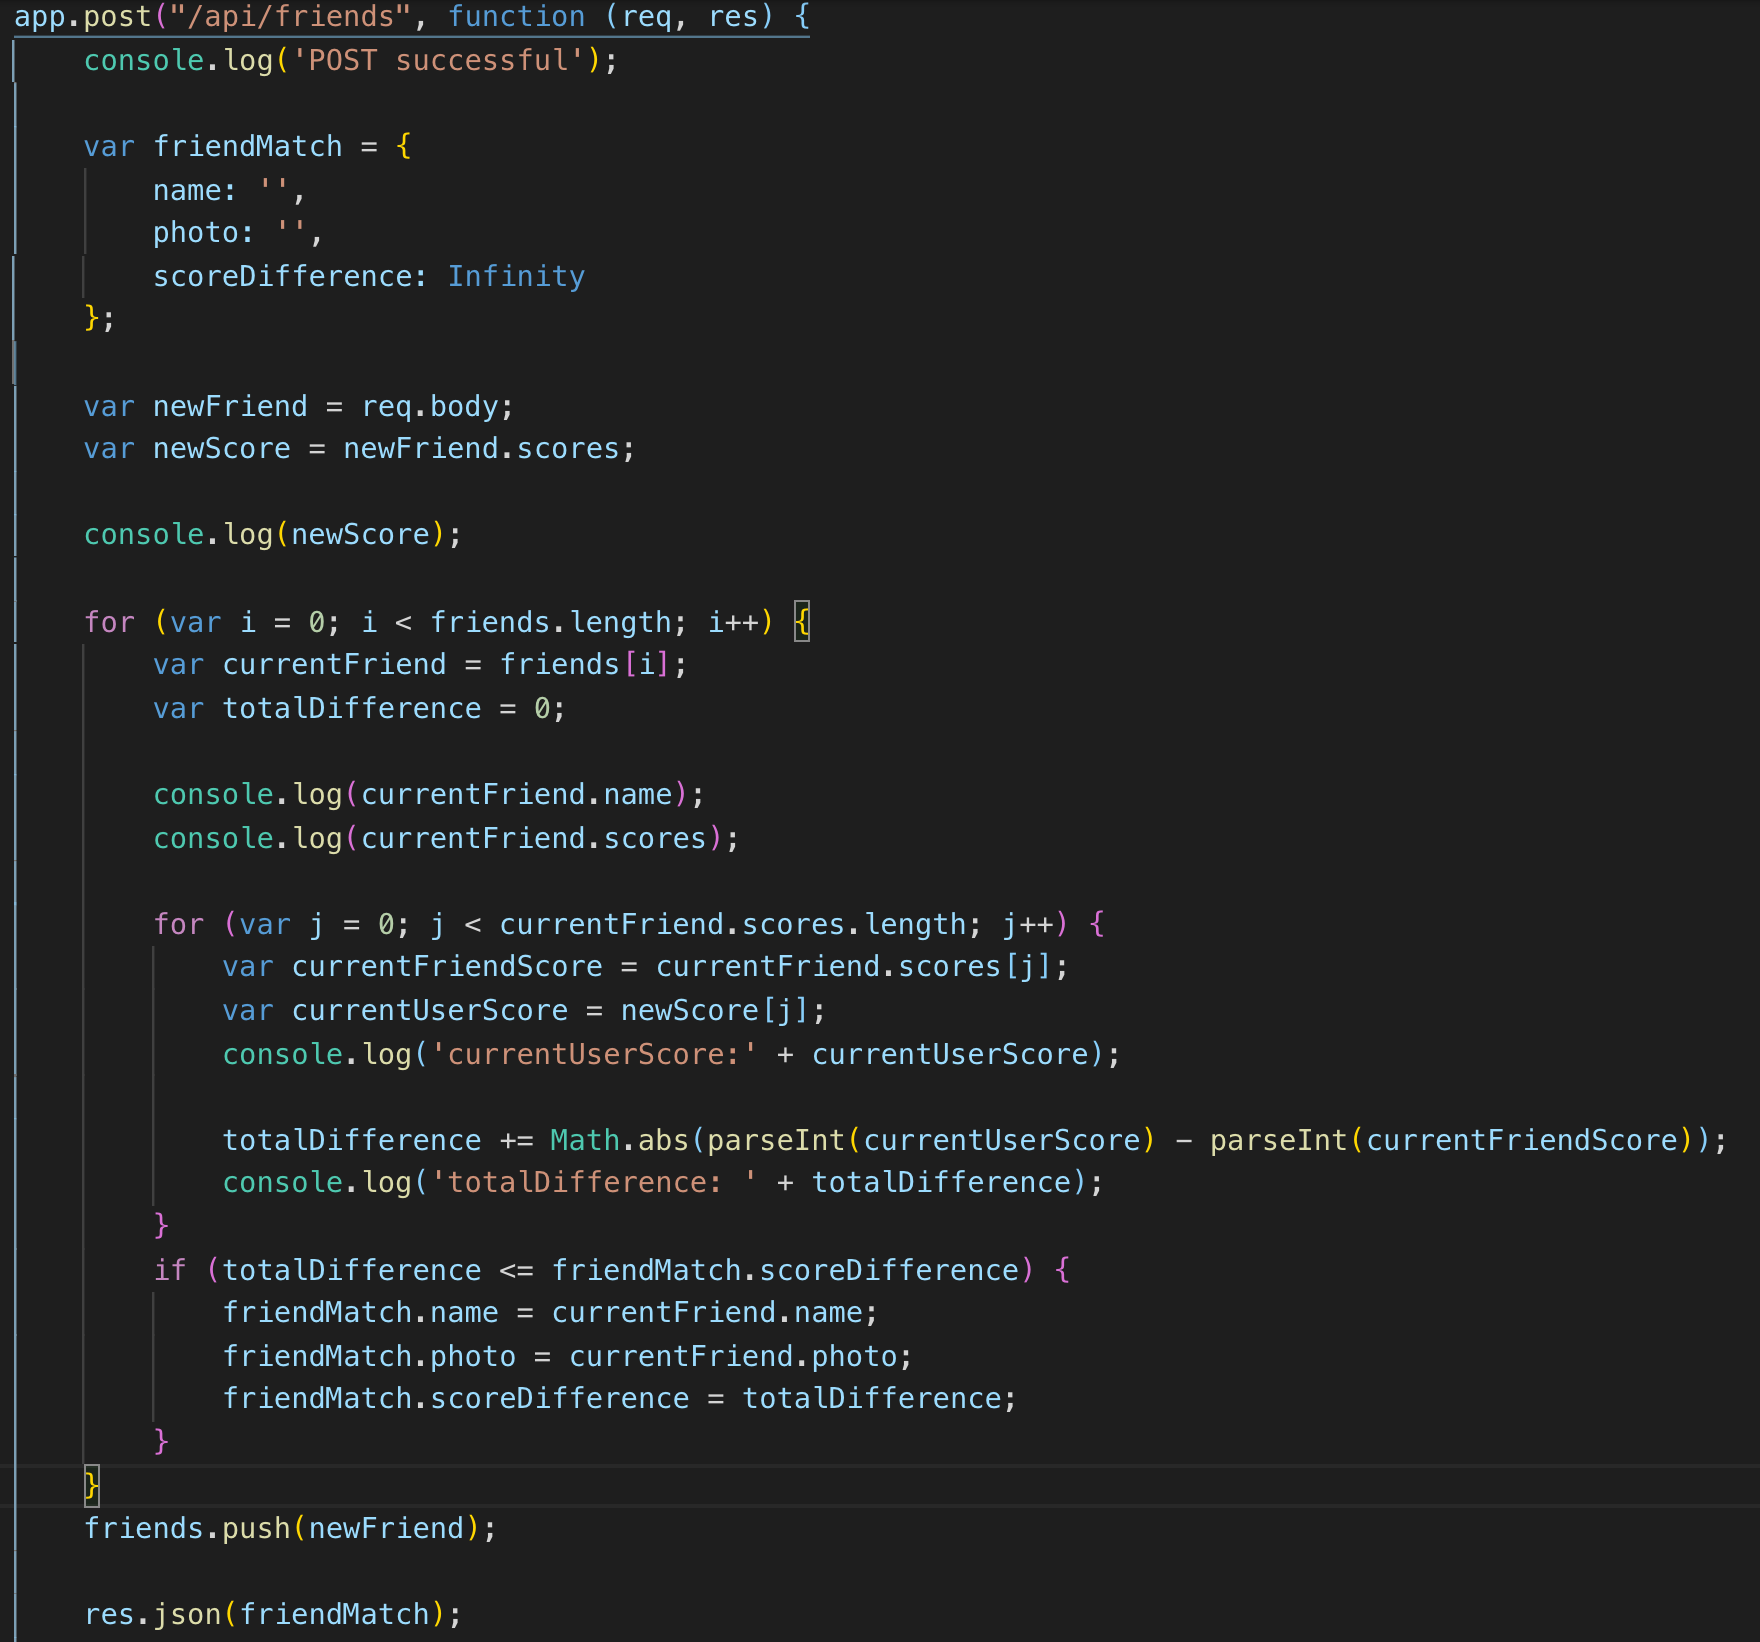 app.post("/api/friends", function (req, res) {
    console.log('POST successful');

    var friendMatch = {
        name: '',
        photo: '',
        scoreDifference: Infinity
    };

    var newFriend = req.body;
    var newScore = newFriend.scores;

    console.log(newScore);

    for (var i = 0; i < friends.length; i++) {
        var currentFriend = friends[i];
        var totalDifference = 0;

        console.log(currentFriend.name);
        console.log(currentFriend.scores);

        for (var j = 0; j < currentFriend.scores.length; j++) {
            var currentFriendScore = currentFriend.scores[j];
            var currentUserScore = newScore[j];
            console.log('currentUserScore:' + currentUserScore);

            totalDifference += Math.abs(parseInt(currentUserScore) - parseInt(currentFriendScore));
            console.log('totalDifference: ' + totalDifference);
        }
        if (totalDifference <= friendMatch.scoreDifference) {
            friendMatch.name = currentFriend.name;
            friendMatch.photo = currentFriend.photo;
            friendMatch.scoreDifference = totalDifference;
        }
    }
    friends.push(newFriend);

    res.json(friendMatch);